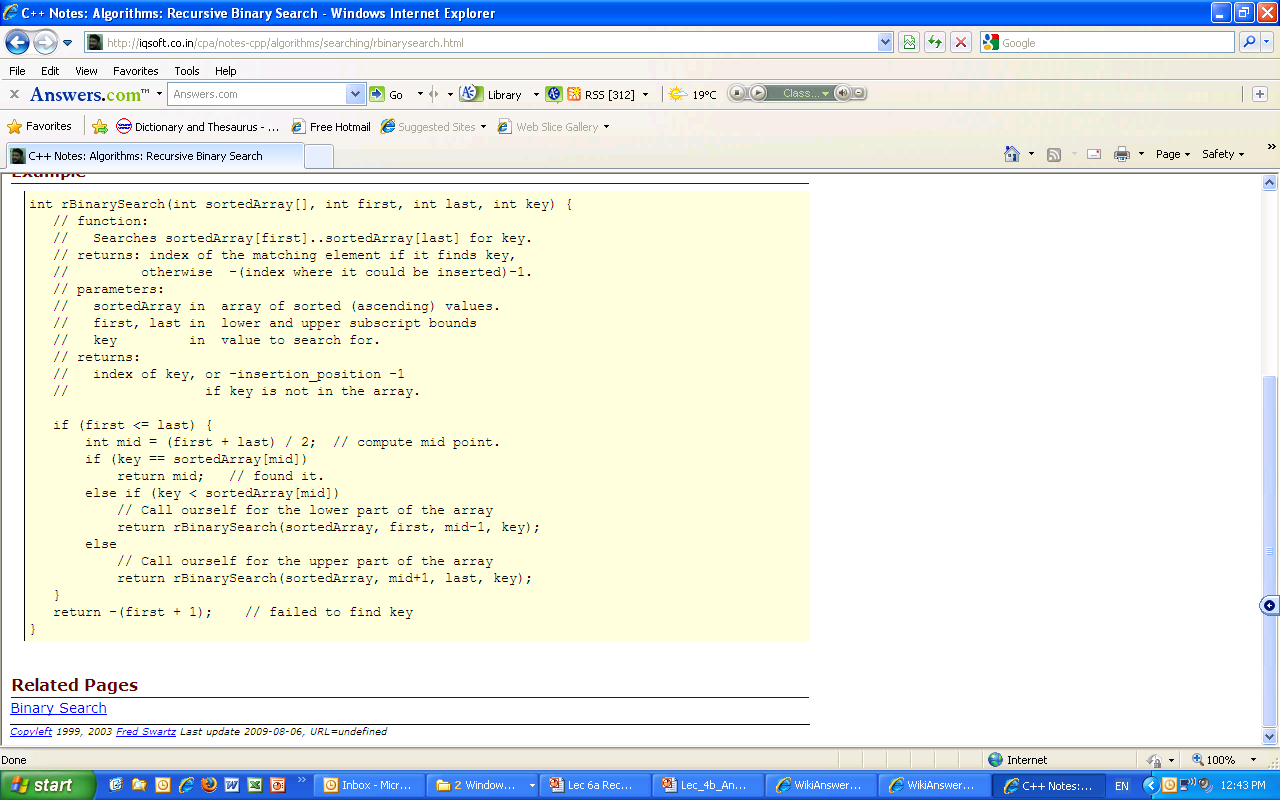 C++ Notes: Algorithms: Recursive Binary Search - Windows Internet Explorer
http://iqsoft.co.in/cpa/notes-cpp/algorithms/searching/rbinarysearch.html
Google
File Edit View Favorites Tools Help
Answers.com™ Answers.com Go Library RSS [312] 19°C Class...
Favorites Dictionary and Thesaurus - ... Free Hotmail Suggested Sites Web Slice Gallery
C++ Notes: Algorithms: Recursive Binary Search
Page Safety »
Example
int rBinarySearch(int sortedArray[], int first, int last, int key) {
// function:
//   Searches sortedArray[first]..sortedArray[last] for key.
// returns: index of the matching element if it finds key,
//         otherwise  -(index where it could be inserted)-1.
// parameters:
//   sortedArray in  array of sorted (ascending) values.
//   first, last in  lower and upper subscript bounds
//   key         in  value to search for.
// returns:
//   index of key, or -insertion_position -1
//                 if key is not in the array.
if (first <= last) {
int mid = (first + last) / 2;  // compute mid point.
if (key == sortedArray[mid])
return mid;   // found it.
else if (key < sortedArray[mid])
// Call ourself for the lower part of the array
return rBinarySearch(sortedArray, first, mid-1, key);
else
// Call ourself for the upper part of the array
return rBinarySearch(sortedArray, mid+1, last, key);
}
return -(first + 1);    // failed to find key
}
Related Pages
Binary Search
Copyleft 1999, 2003 Fred Swartz Last update 2009-08-06, URL=undefined
Done Internet 100%
start » Inbox - Micr... 2 Window... Lec 6a Rec... Lec_4b_An... WikiAnswer... WikiAnswer... C++ Notes:... EN 12:43 PM